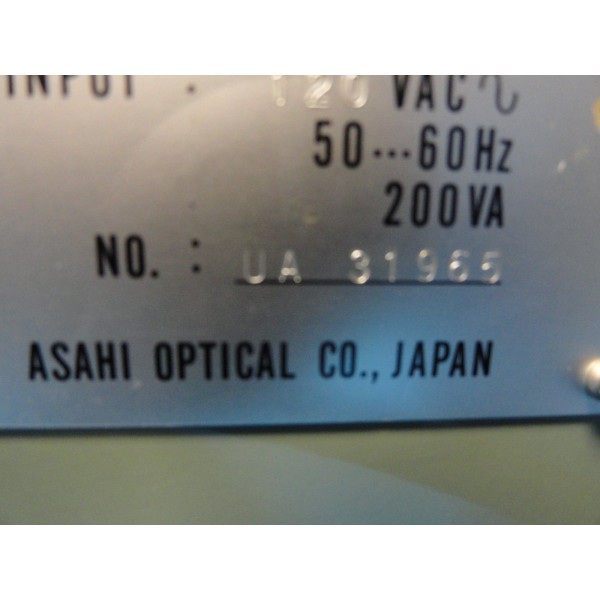 INPUT : 120 VAC ~
50···60Hz
200VA
NO. : UA 31965
ASAHI OPTICAL CO., JAPAN